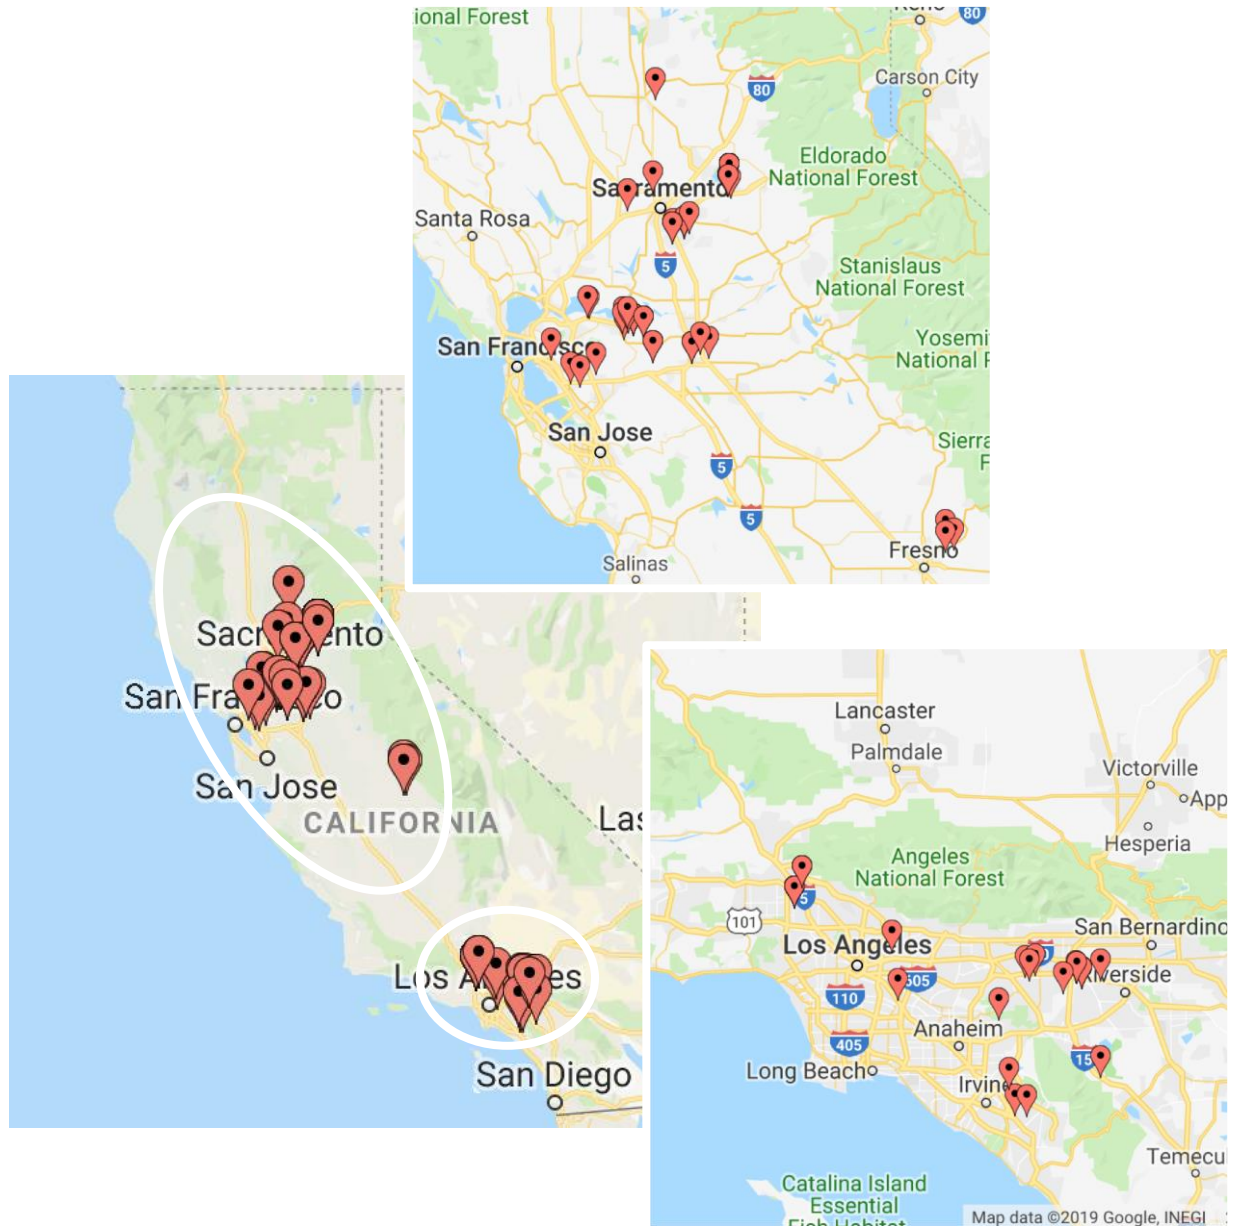 ional Forest
80
80
Carson City
Eldorado
National Forest
Sacramento
Santa Rosa
5
Stanislaus
National Forest
San Francisco
Yosemi
National F
San Jose
Sierra
F
5
5
Fresno
Salinas
Sacramento
San Francisco
San Jose
CALIFORNIA
Las
Los Angeles
San Diego
Lancaster
Palmdale
Victorville
App
Hesperia
Angeles
National Forest
5
101
Los Angeles
San Bernardino
Riverside
605
110
Anaheim
405
Long Beach
15
Irvine
Temecu
Catalina Island
Essential
Fish Habitat
Map data ©2019 Google, INEGI